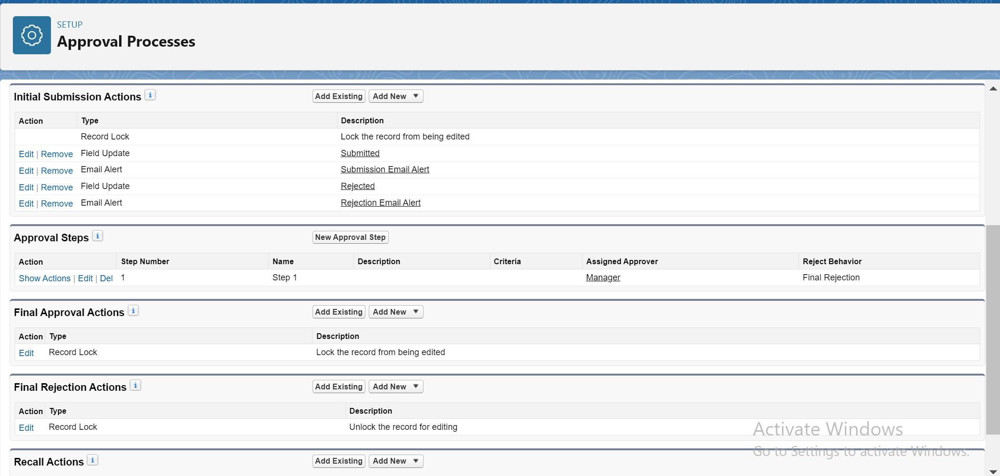 SETUP
Approval Processes
Initial Submission Actions i Add Existing Add New
Action Type Description
Record Lock Lock the record from being edited
Edit | Remove Field Update Submitted
Edit | Remove Email Alert Submission Email Alert
Edit | Remove Field Update Rejected
Edit | Remove Email Alert Rejection Email Alert
Approval Steps i New Approval Step
Action Step Number Name Description Criteria Assigned Approver Reject Behavior
Show Actions | Edit | Del 1 Step 1 Manager Final Rejection
Final Approval Actions i Add Existing Add New
Action Type Description
Edit Record Lock Lock the record from being edited
Final Rejection Actions i Add Existing Add New
Action Type Description
Edit Record Lock Unlock the record for editing
Activate Windows
Go to Settings to activate Windows.
Recall Actions i Add Existing Add New